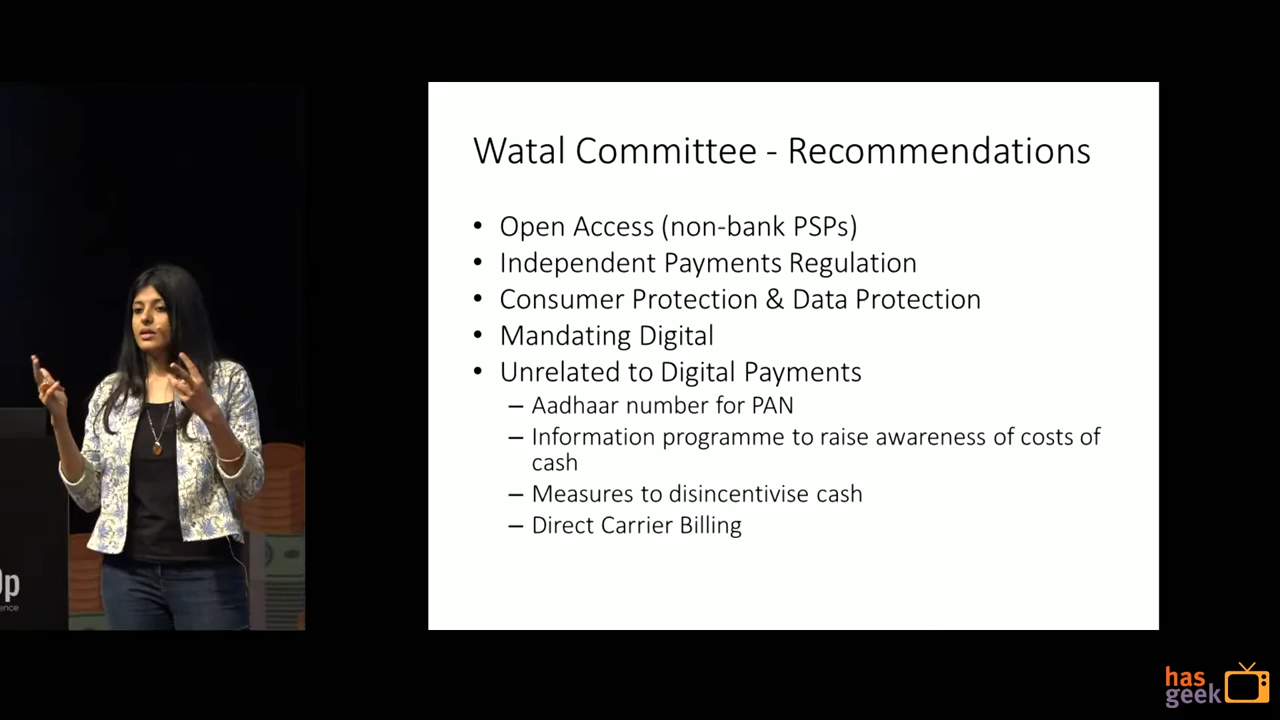 Watal Committee - Recommendations
• Open Access (non-bank PSPs)
• Independent Payments Regulation
• Consumer Protection & Data Protection
• Mandating Digital
• Unrelated to Digital Payments
– Aadhaar number for PAN
– Information programme to raise awareness of costs of
cash
– Measures to disincentivise cash
– Direct Carrier Billing
has
geek